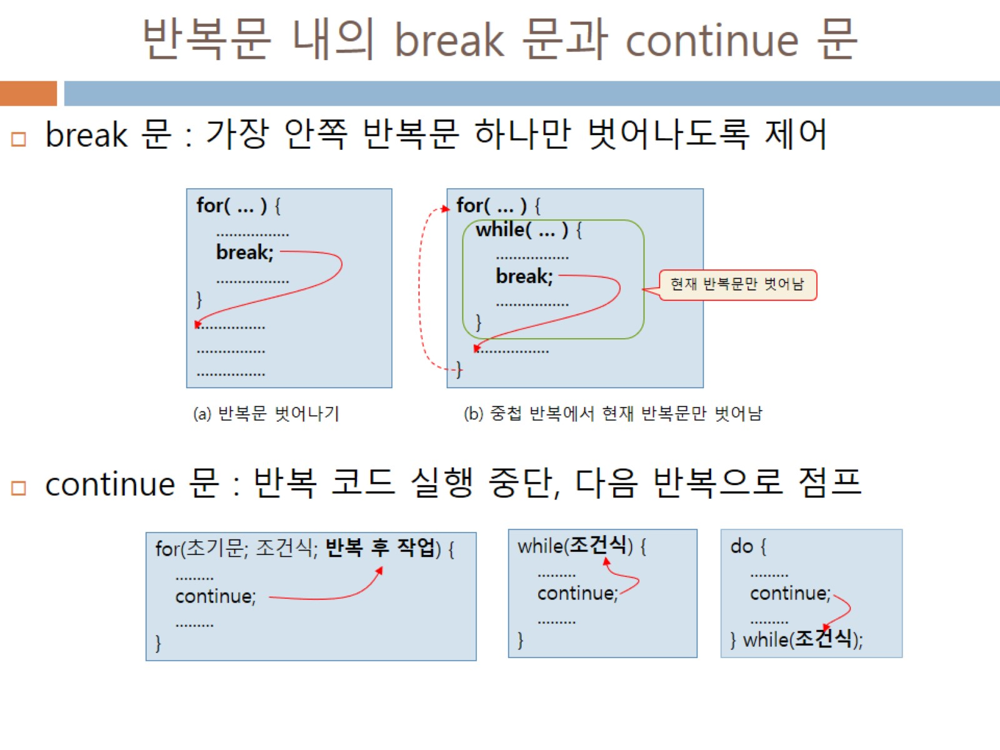 반복문 내의 break 문과 continue 문
break 문 : 가장 안쪽 반복문 하나만 벗어나도록 제어
for( ... ) {
.................
break;
.................
}
................
................
................
(a) 반복문 벗어나기
for( ... ) {
while( ... ) {
.................
break;
.................
}
.................
}
현재 반복문만 벗어남
(b) 중첩 반복에서 현재 반복문만 벗어남
continue 문 : 반복 코드 실행 중단, 다음 반복으로 점프
for(초기문; 조건식; 반복 후 작업) {
.........
continue;
.........
}
while(조건식) {
.........
continue;
.........
}
do {
.........
continue;
.........
} while(조건식);